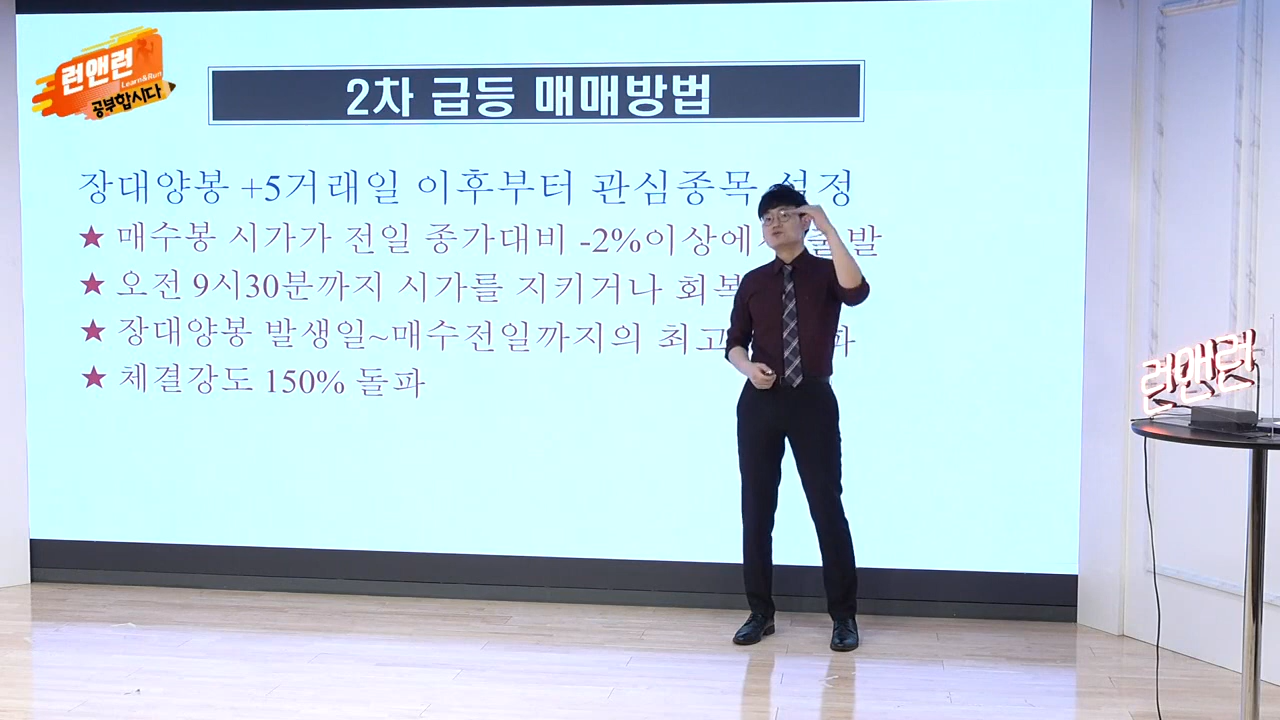 런앤런
Learn&Run
공부합시다
2차 급등 매매방법
장대양봉 +5거래일 이후부터 관심종목 설정
★ 매수봉 시가가 전일 종가대비 -2%이상에서 출발
★ 오전 9시30분까지 시가를 지키거나 회복
★ 장대양봉 발생일~매수전일까지의 최고
★ 체결강도 150% 돌파
런앤런